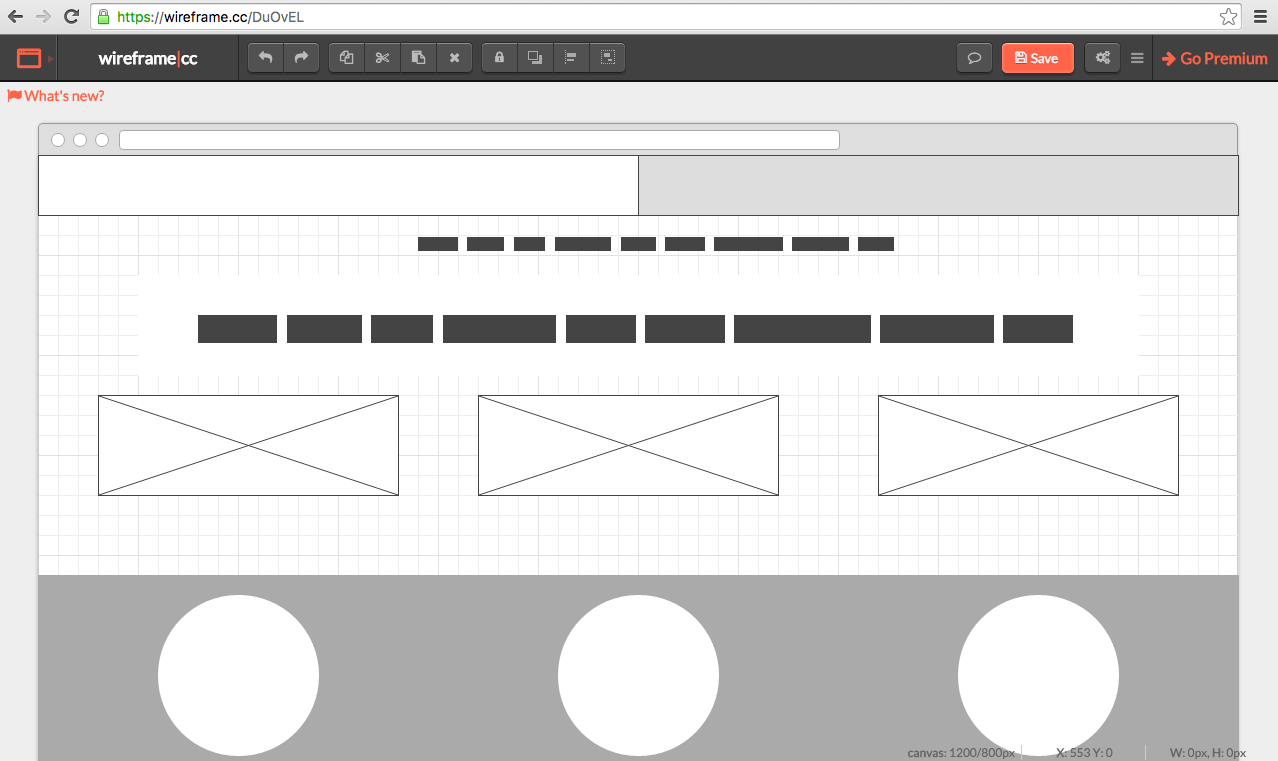 https://wireframe.cc/DuOvEL
wireframe|cc
Save
Go Premium
What's new?
canvas: 1200/800px
X: 553 Y: 0
W: 0px, H: 0px